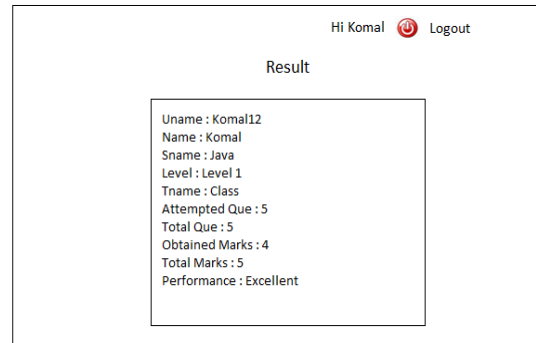 Hi Komal Logout
Result
Uname : Komal12
Name : Komal
Sname : Java
Level : Level 1
Tname : Class
Attempted Que : 5
Total Que : 5
Obtained Marks : 4
Total Marks : 5
Performance : Excellent